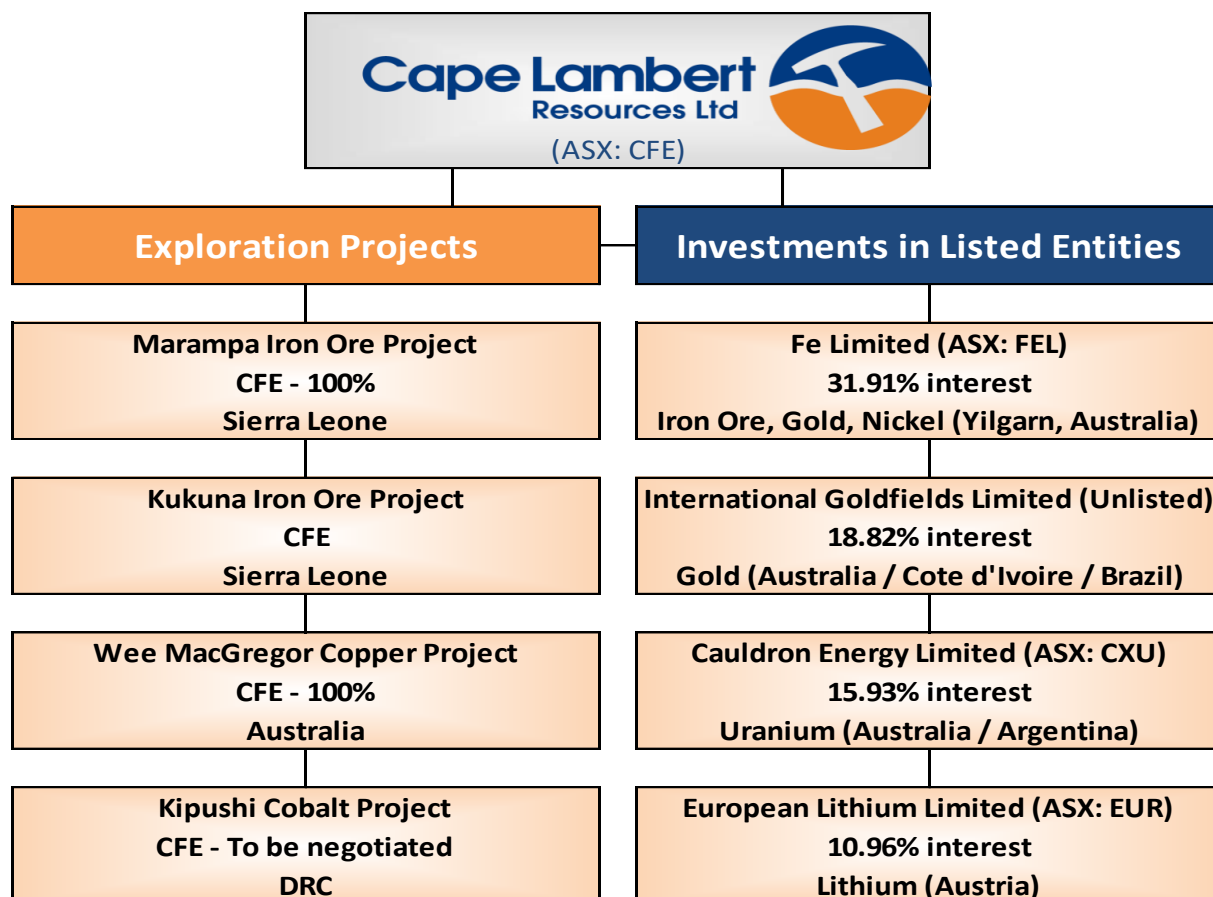 Cape Lambert
Resources Ltd
(ASX: CFE)
Exploration Projects
Marampa Iron Ore Project
CFE - 100%
Sierra Leone
Kukuna Iron Ore Project
CFE
Sierra Leone
Wee MacGregor Copper Project
CFE - 100%
Australia
Kipushi Cobalt Project
CFE - To be negotiated
DRC
Investments in Listed Entities
Fe Limited (ASX: FEL)
31.91% interest
Iron Ore, Gold, Nickel (Yilgarn, Australia)
International Goldfields Limited (Unlisted)
18.82% interest
Gold (Australia / Cote d'Ivoire / Brazil)
Cauldron Energy Limited (ASX: CXU)
15.93% interest
Uranium (Australia / Argentina)
European Lithium Limited (ASX: EUR)
10.96% interest
Lithium (Austria)